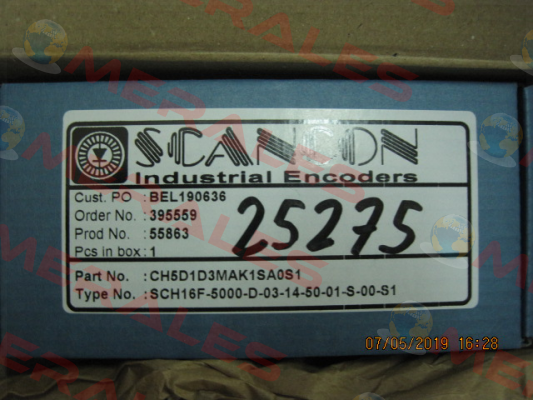 SCANCON
Industrial Encoders
Cust. PO : BEL190636
Order No. : 395559
Prod No. : 55863
Pcs in box : 1
25275
Part No. : CH5D1D3MAK1SA0S1
Type No. : SCH16F-5000-D-03-14-50-01-S-00-S1
07/05/2019 16:28
MERALES